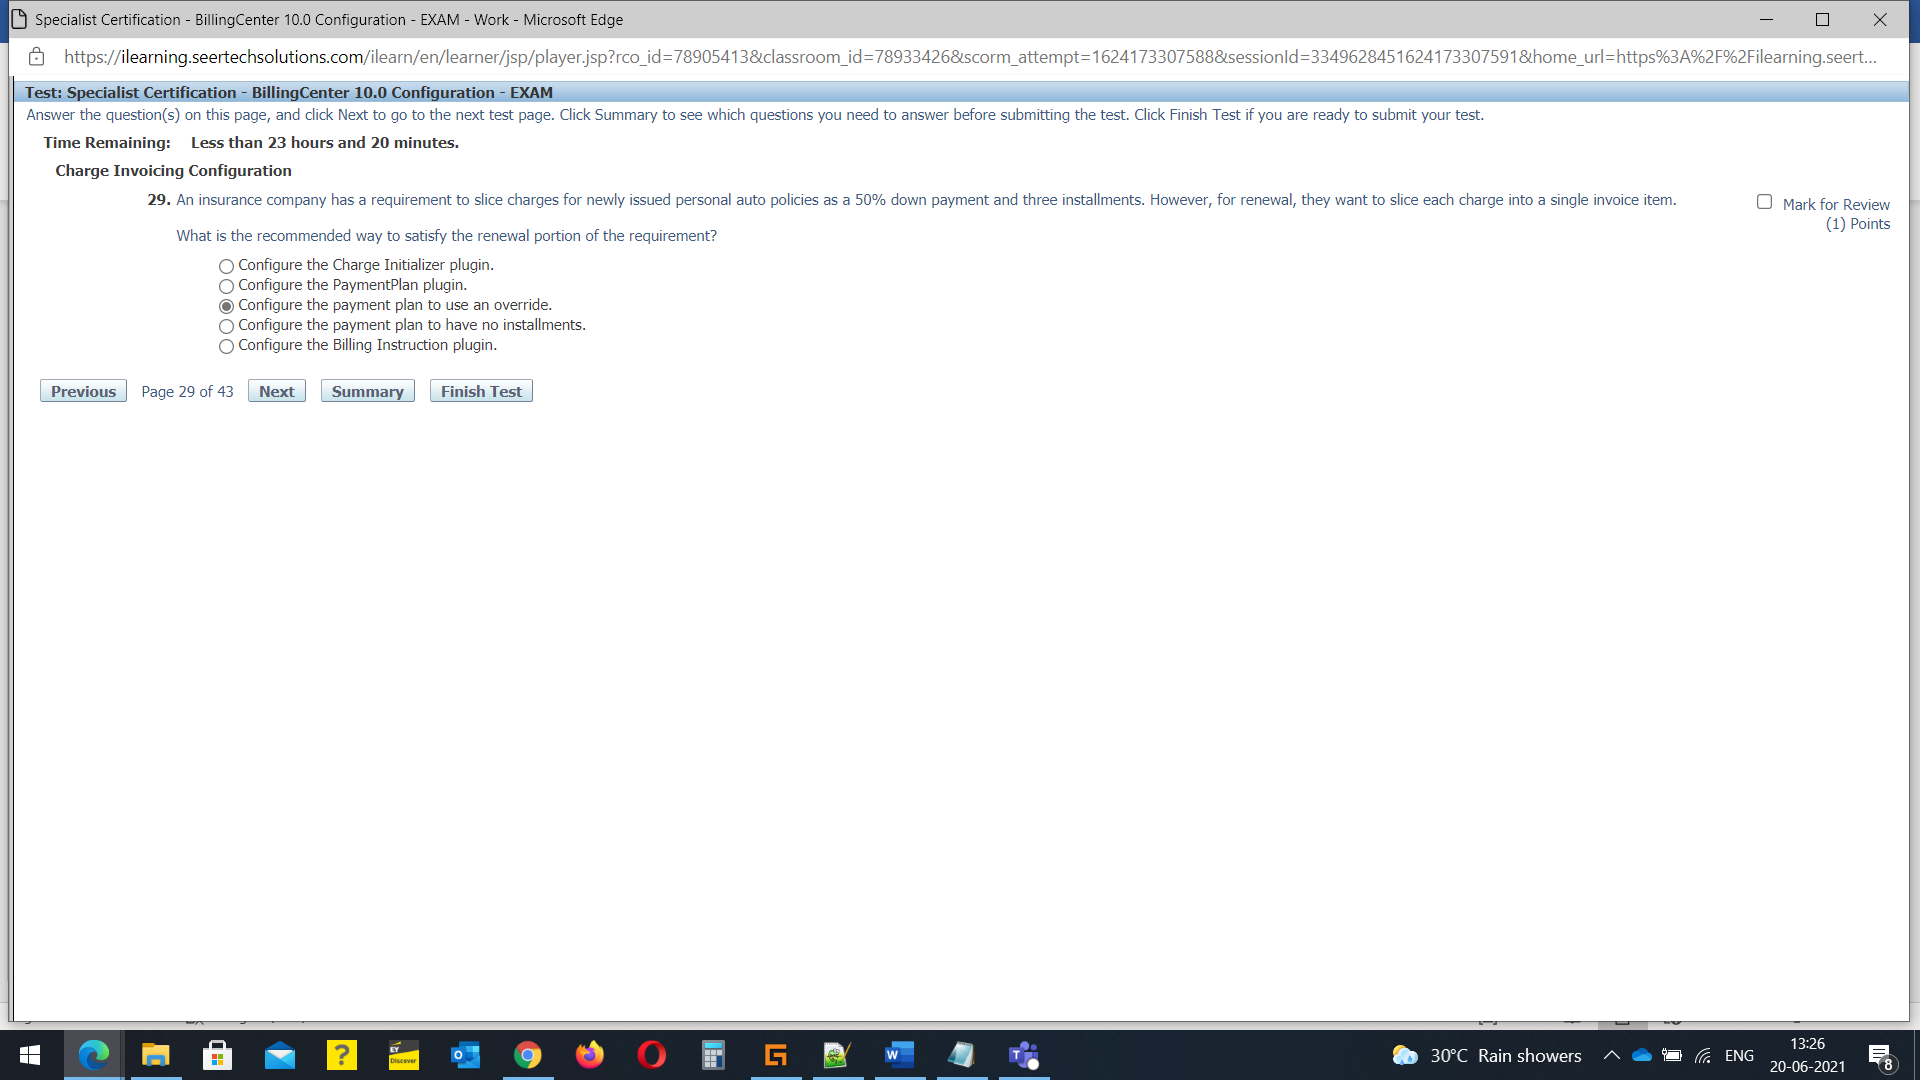 Specialist Certification - BillingCenter 10.0 Configuration - EXAM - Work - Microsoft Edge
https://ilearning.seertechsolutions.com/ilearn/en/learner/jsp/player.jsp?rco_id=78905413&classroom_id=78933426&scorm_attempt=1624173307588&sessionId=3349628451624173307591&home_url=https%3A%2F%2Filearning.seert...
Test: Specialist Certification - BillingCenter 10.0 Configuration - EXAM
Answer the question(s) on this page, and click Next to go to the next test page. Click Summary to see which questions you need to answer before submitting the test. Click Finish Test if you are ready to submit your test.
Time Remaining: Less than 23 hours and 20 minutes.
Charge Invoicing Configuration
29. An insurance company has a requirement to slice charges for newly issued personal auto policies as a 50% down payment and three installments. However, for renewal, they want to slice each charge into a single invoice item.
Mark for Review
(1) Points
What is the recommended way to satisfy the renewal portion of the requirement?
Configure the Charge Initializer plugin.
Configure the PaymentPlan plugin.
Configure the payment plan to use an override.
Configure the payment plan to have no installments.
Configure the Billing Instruction plugin.
Previous Page 29 of 43 Next Summary Finish Test
EY Discover
30°C Rain showers
ENG
13:26
20-06-2021
8